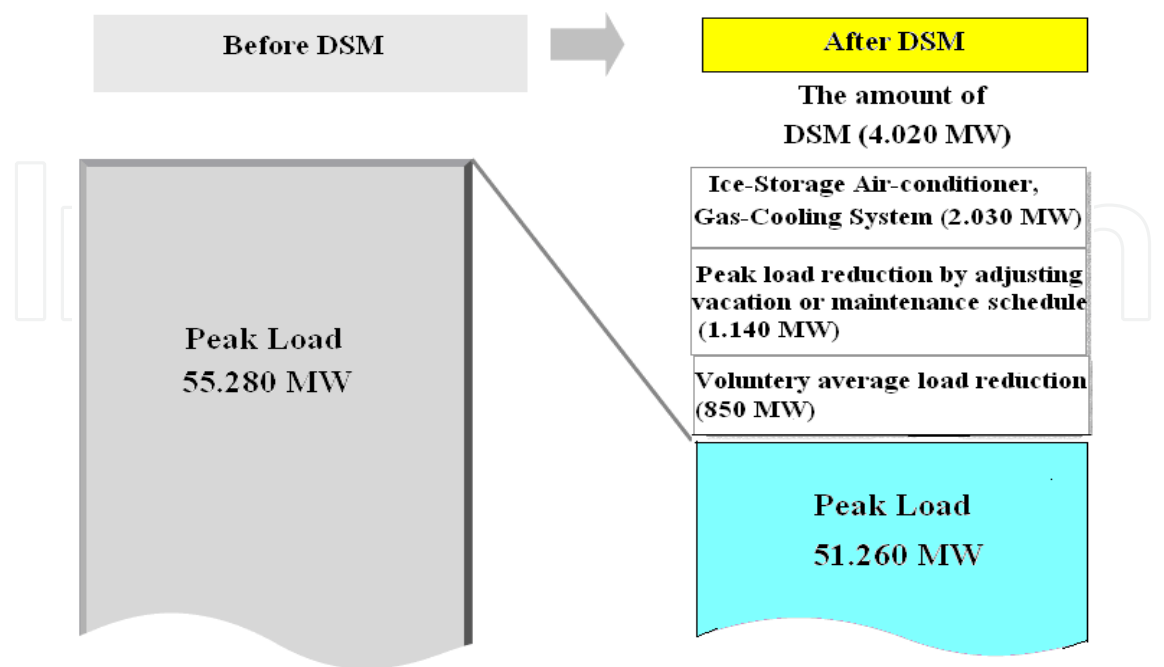 Before DSM
After DSM
The amount of
DSM (4.020 MW)
Ice-Storage Air-conditioner,
Gas-Cooling System (2.030 MW)
Peak load reduction by adjusting
vacation or maintenance schedule
(1.140 MW)
Voluntery average load reduction
(850 MW)
Peak Load
55.280 MW
Peak Load
51.260 MW